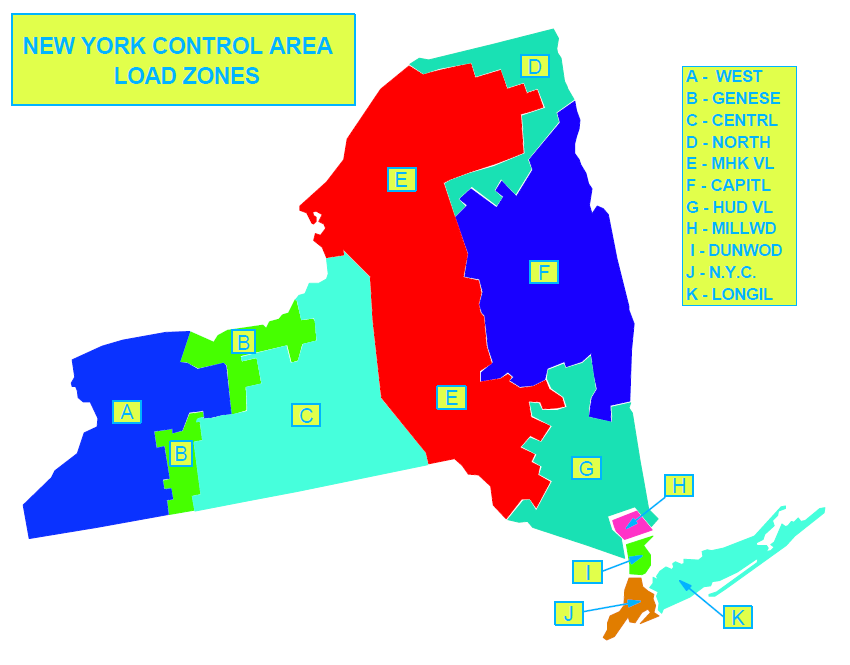 NEW YORK CONTROL AREA
LOAD ZONES
A - WEST
B - GENESE
C - CENTRL
D - NORTH
E - MHK VL
F - CAPITL
G - HUD VL
H - MILLWD
I - DUNWOD
J - N.Y.C.
K - LONGIL
D
E
F
B
A
E
C
B
G
H
I
J
K